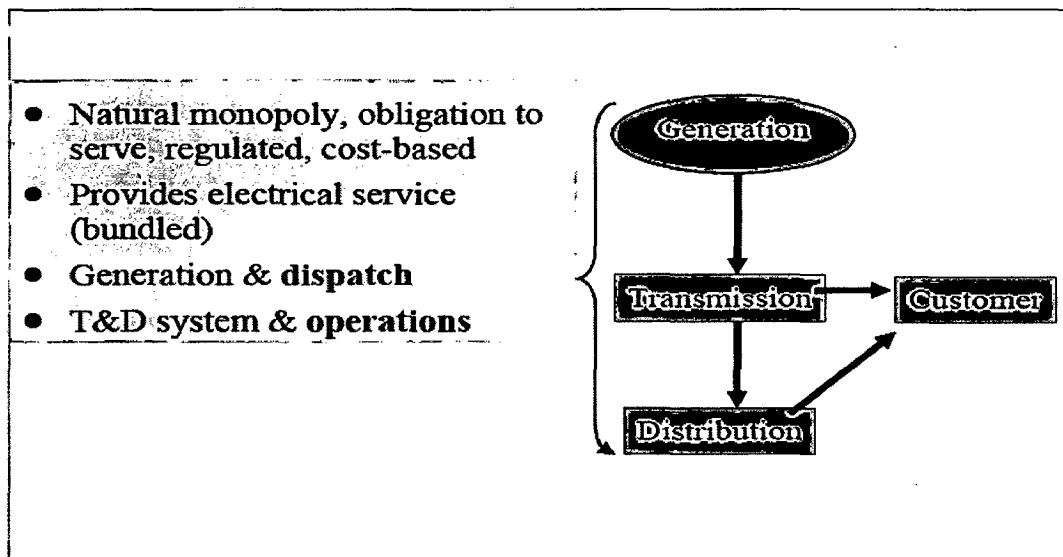 ● Natural monopoly, obligation to
serve, regulated, cost-based
● Provides electrical service
(bundled)
● Generation & dispatch
● T&D system & operations
Generation
Transmission
Customer
Distribution